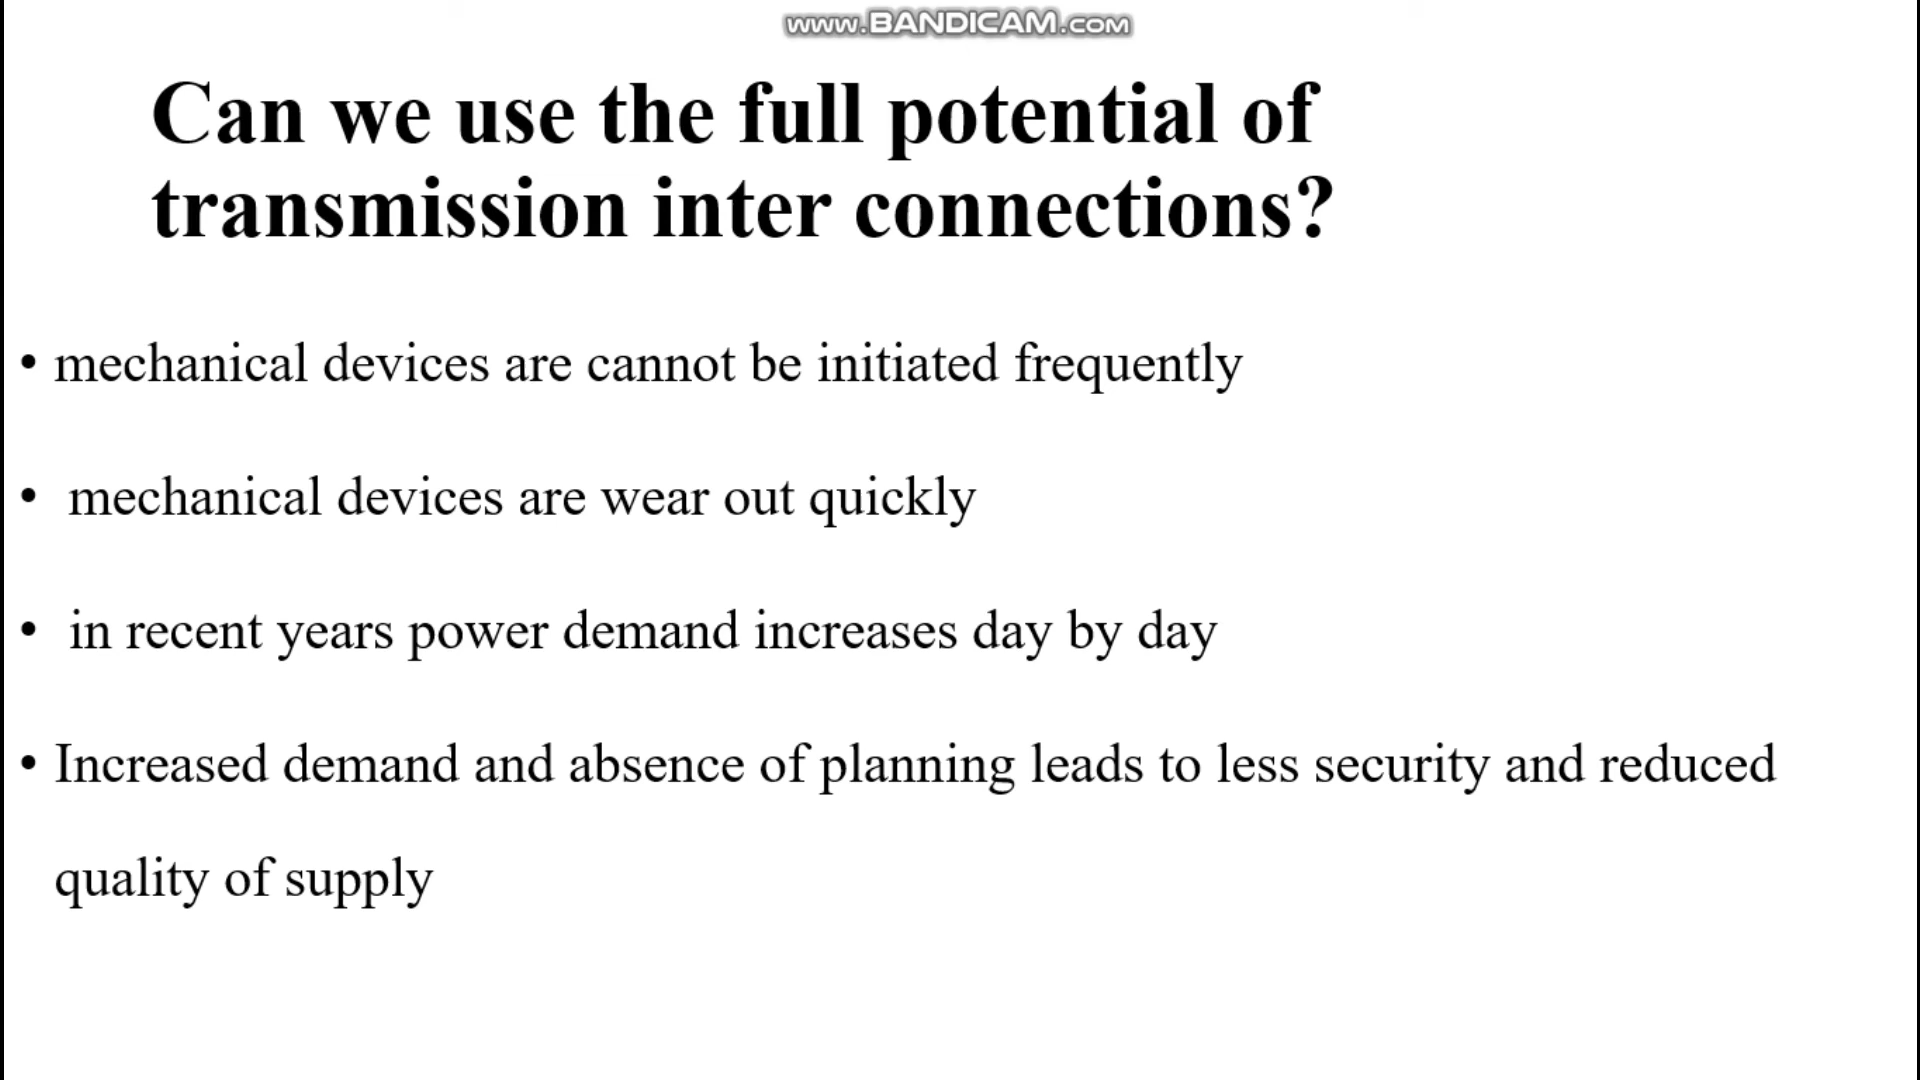 www.BANDICAM.com
Can we use the full potential of
transmission inter connections?
• mechanical devices are cannot be initiated frequently
• mechanical devices are wear out quickly
• in recent years power demand increases day by day
• Increased demand and absence of planning leads to less security and reduced
quality of supply